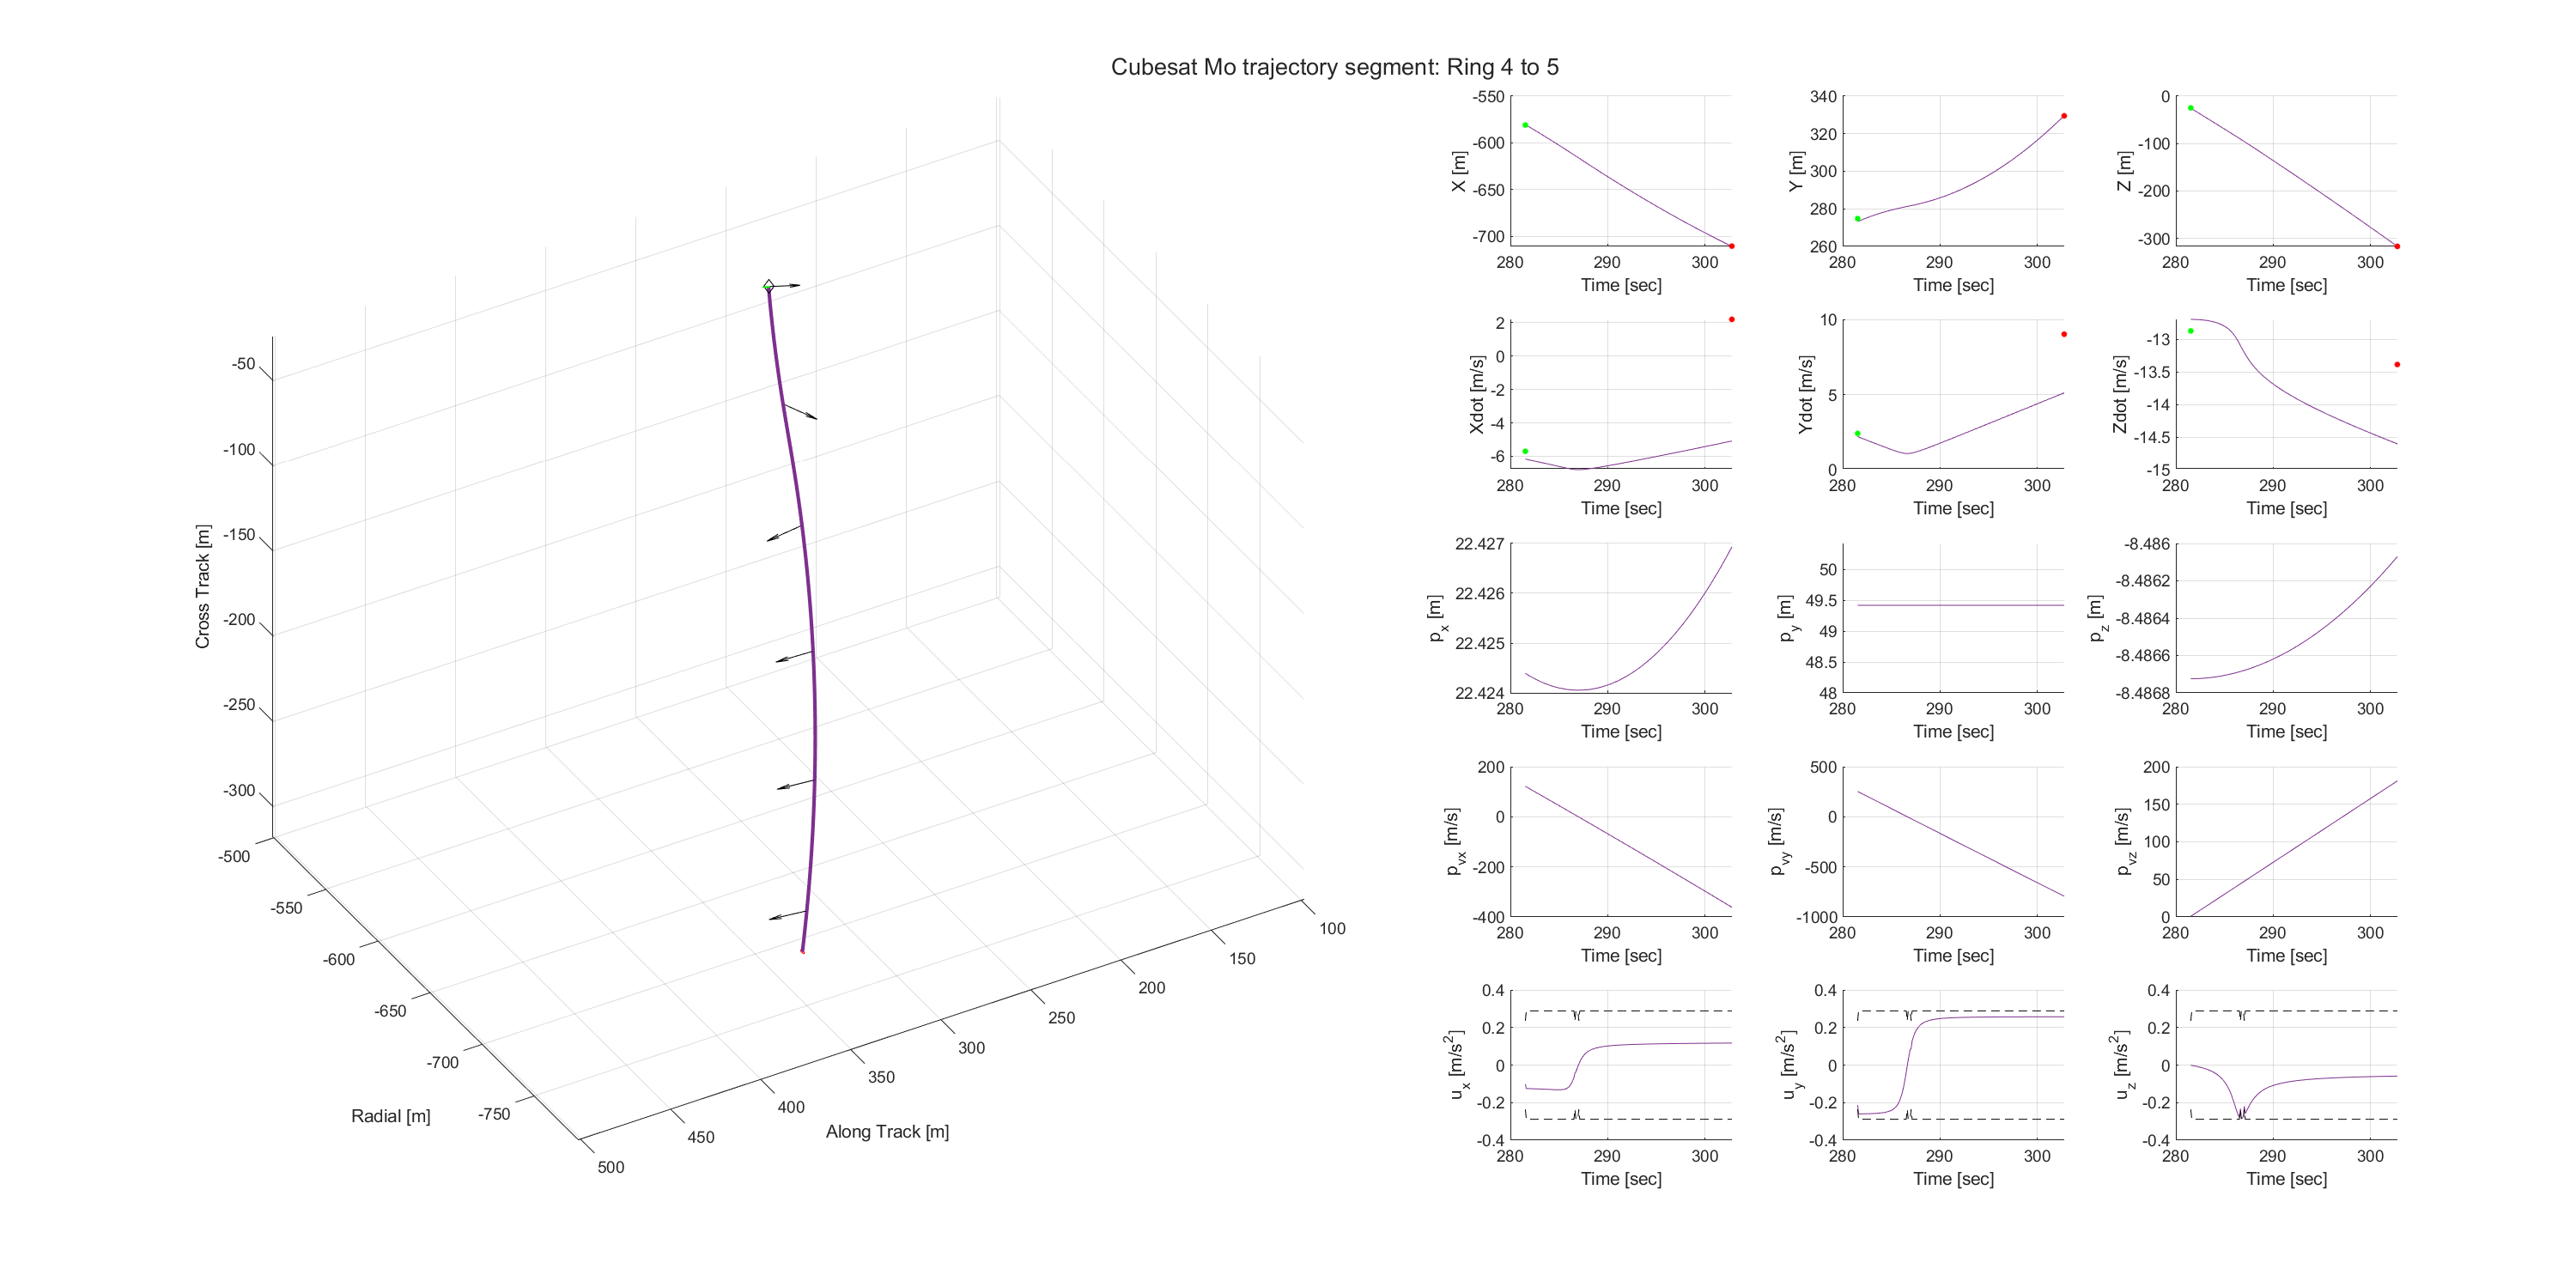 Cubesat Mo trajectory segment: Ring 4 to 5
-50
-100
-150
-200
-250
-300
Cross Track [m]
-500
-550
-600
-650
-700
-750
Radial [m]
500
450
400
350
300
250
200
150
100
Along Track [m]
-550
-600
-650
-700
X [m]
280 290 300
Time [sec]
340
320
300
280
260
Y [m]
280 290 300
Time [sec]
0
-100
-200
-300
Z [m]
280 290 300
Time [sec]
2
0
-2
-4
-6
Xdot [m/s]
280 290 300
Time [sec]
10
5
0
Ydot [m/s]
280 290 300
Time [sec]
-13
-13.5
-14
-14.5
-15
Zdot [m/s]
280 290 300
Time [sec]
22.427
22.426
22.425
22.424
p_x [m]
280 290 300
Time [sec]
50
49.5
49
48.5
48
p_y [m]
280 290 300
Time [sec]
-8.486
-8.4862
-8.4864
-8.4866
-8.4868
p_z [m]
280 290 300
Time [sec]
200
0
-200
-400
p_vx [m/s]
280 290 300
Time [sec]
500
0
-500
-1000
p_vy [m/s]
280 290 300
Time [sec]
200
150
100
50
0
p_vz [m/s]
280 290 300
Time [sec]
0.4
0.2
0
-0.2
-0.4
u_x [m/s²]
280 290 300
Time [sec]
0.4
0.2
0
-0.2
-0.4
u_y [m/s²]
280 290 300
Time [sec]
0.4
0.2
0
-0.2
-0.4
u_z [m/s²]
280 290 300
Time [sec]